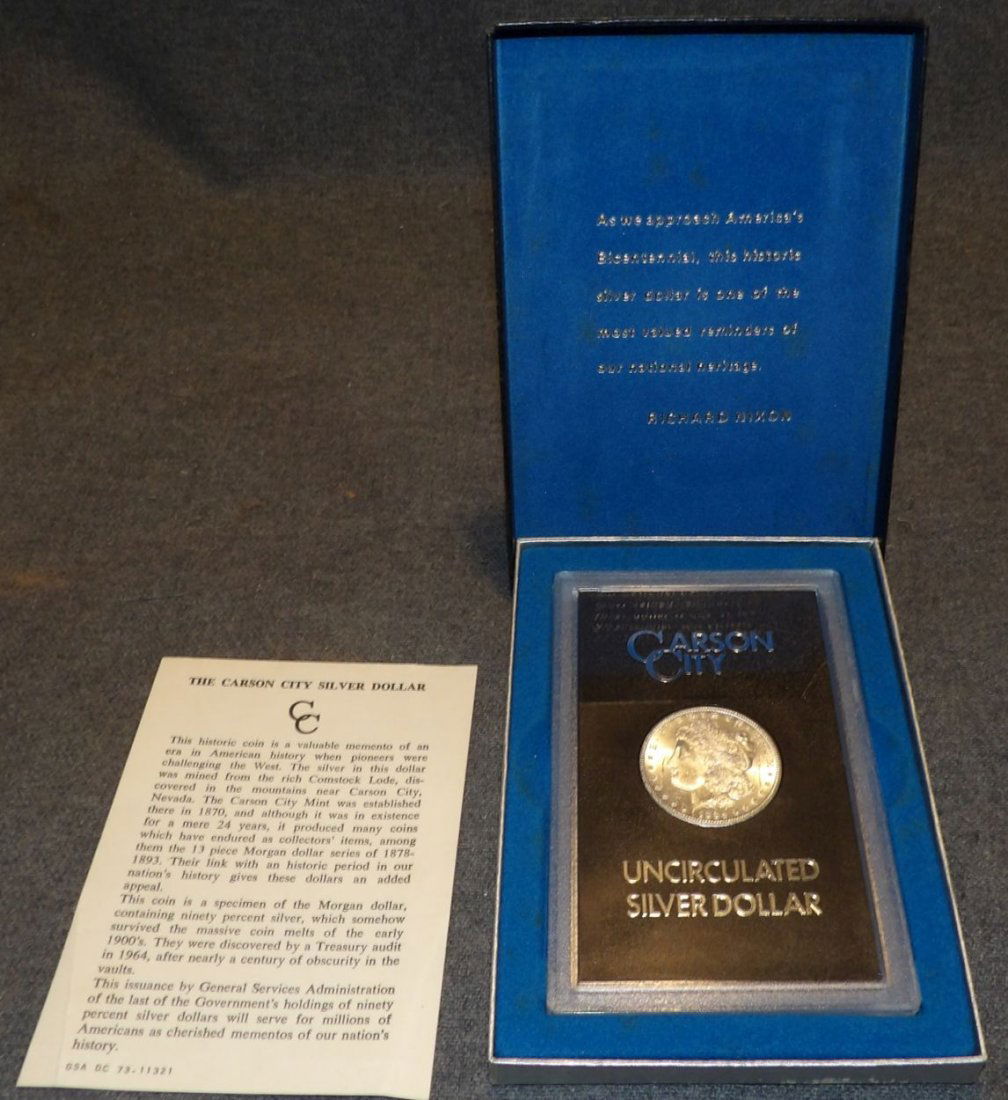 As we approach America's
Bicentennial, this historic
silver dollar is one of the
most valued reminders of
our national heritage.
RICHARD NIXON
CARSON
CITY
UNCIRCULATED
SILVER DOLLAR
THE CARSON CITY SILVER DOLLAR
CC
This historic coin is a valuable memento of an
era in American history when pioneers were
challenging the West. The silver in this dollar
was mined from the rich Comstock Lode, dis-
covered in the mountains near Carson City,
Nevada. The Carson City Mint was established
there in 1870, and although it was in existence
for a mere 24 years, it produced many coins
which have endured as collectors' items, among
them the 13 piece Morgan dollar series of 1878-
1893. Their link with an historic period in our
nation's history gives these dollars an added
appeal.
This coin is a specimen of the Morgan dollar,
containing ninety percent silver, which somehow
survived the massive coin melts of the early
1900's. They were discovered by a Treasury audit
in 1964, after nearly a century of obscurity in the
vaults.
This issuance by General Services Administration
of the last of the Government's holdings of ninety
percent silver dollars will serve for millions of
Americans as cherished mementos of our nation's
history.
GSA DC 73-11321